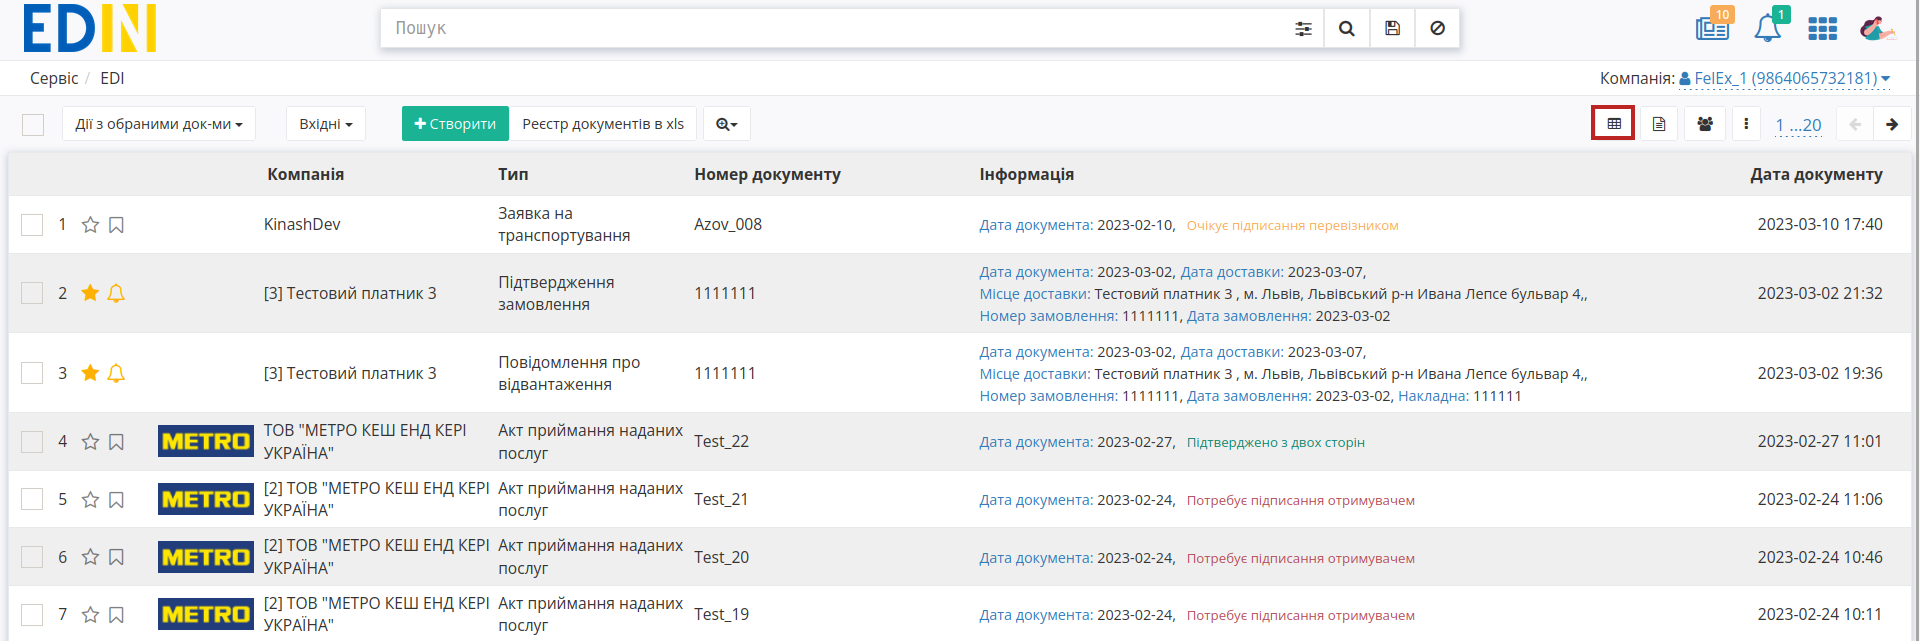 EDIN
Пошук
10
1
Сервіс / EDI
Компанія: FelEx_1 (9864065732181)
Дії з обраними док-ми
Вхідні
Створити
Реєстр документів в xls
1 ...20
Компанія Тип Номер документу Інформація Дата документу
1 KinashDev Заявка на транспортування Azov_008 Дата документа: 2023-02-10, Очікує підписання перевізником 2023-03-10 17:40
2 [3] Тестовий платник 3 Підтвердження замовлення 1111111 Дата документа: 2023-03-02, Дата доставки: 2023-03-07,
Місце доставки: Тестовий платник 3 , м. Львів, Львівський р-н Ивана Лепсе бульвар 4,,
Номер замовлення: 1111111, Дата замовлення: 2023-03-02
2023-03-02 21:32
3 [3] Тестовий платник 3 Повідомлення про відвантаження 1111111 Дата документа: 2023-03-02, Дата доставки: 2023-03-07,
Місце доставки: Тестовий платник 3 , м. Львів, Львівський р-н Ивана Лепсе бульвар 4,,
Номер замовлення: 1111111, Дата замовлення: 2023-03-02, Накладна: 111111
2023-03-02 19:36
4 METRO ТОВ "МЕТРО КЕШ ЕНД КЕРІ УКРАЇНА" Акт приймання наданих послуг Test_22 Дата документа: 2023-02-27, Підтверджено з двох сторін 2023-02-27 11:01
5 METRO [2] ТОВ "МЕТРО КЕШ ЕНД КЕРІ УКРАЇНА" Акт приймання наданих послуг Test_21 Дата документа: 2023-02-24, Потребує підписання отримувачем 2023-02-24 11:06
6 METRO [2] ТОВ "МЕТРО КЕШ ЕНД КЕРІ УКРАЇНА" Акт приймання наданих послуг Test_20 Дата документа: 2023-02-24, Потребує підписання отримувачем 2023-02-24 10:46
7 METRO [2] ТОВ "МЕТРО КЕШ ЕНД КЕРІ УКРАЇНА" Акт приймання наданих послуг Test_19 Дата документа: 2023-02-24, Потребує підписання отримувачем 2023-02-24 10:11